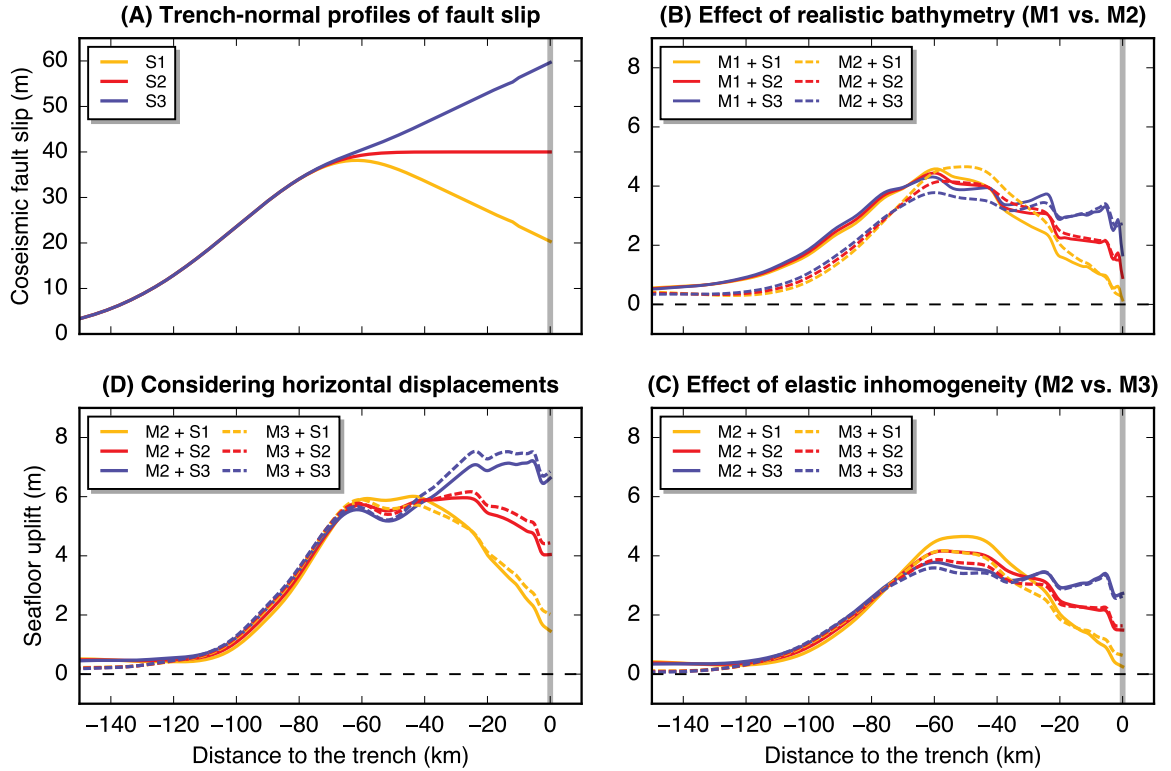 (A) Trench-normal profiles of fault slip
60
50
40
30
20
10
0
Coseismic fault slip (m)
S1
S2
S3
(B) Effect of realistic bathymetry (M1 vs. M2)
8
6
4
2
0
M1 + S1 M2 + S1
M1 + S2 M2 + S2
M1 + S3 M2 + S3
(D) Considering horizontal displacements
8
6
4
2
0
Seafloor uplift (m)
M2 + S1 M3 + S1
M2 + S2 M3 + S2
M2 + S3 M3 + S3
−140 −120 −100 −80 −60 −40 −20 0
Distance to the trench (km)
(C) Effect of elastic inhomogeneity (M2 vs. M3)
8
6
4
2
0
M2 + S1 M3 + S1
M2 + S2 M3 + S2
M2 + S3 M3 + S3
−140 −120 −100 −80 −60 −40 −20 0
Distance to the trench (km)